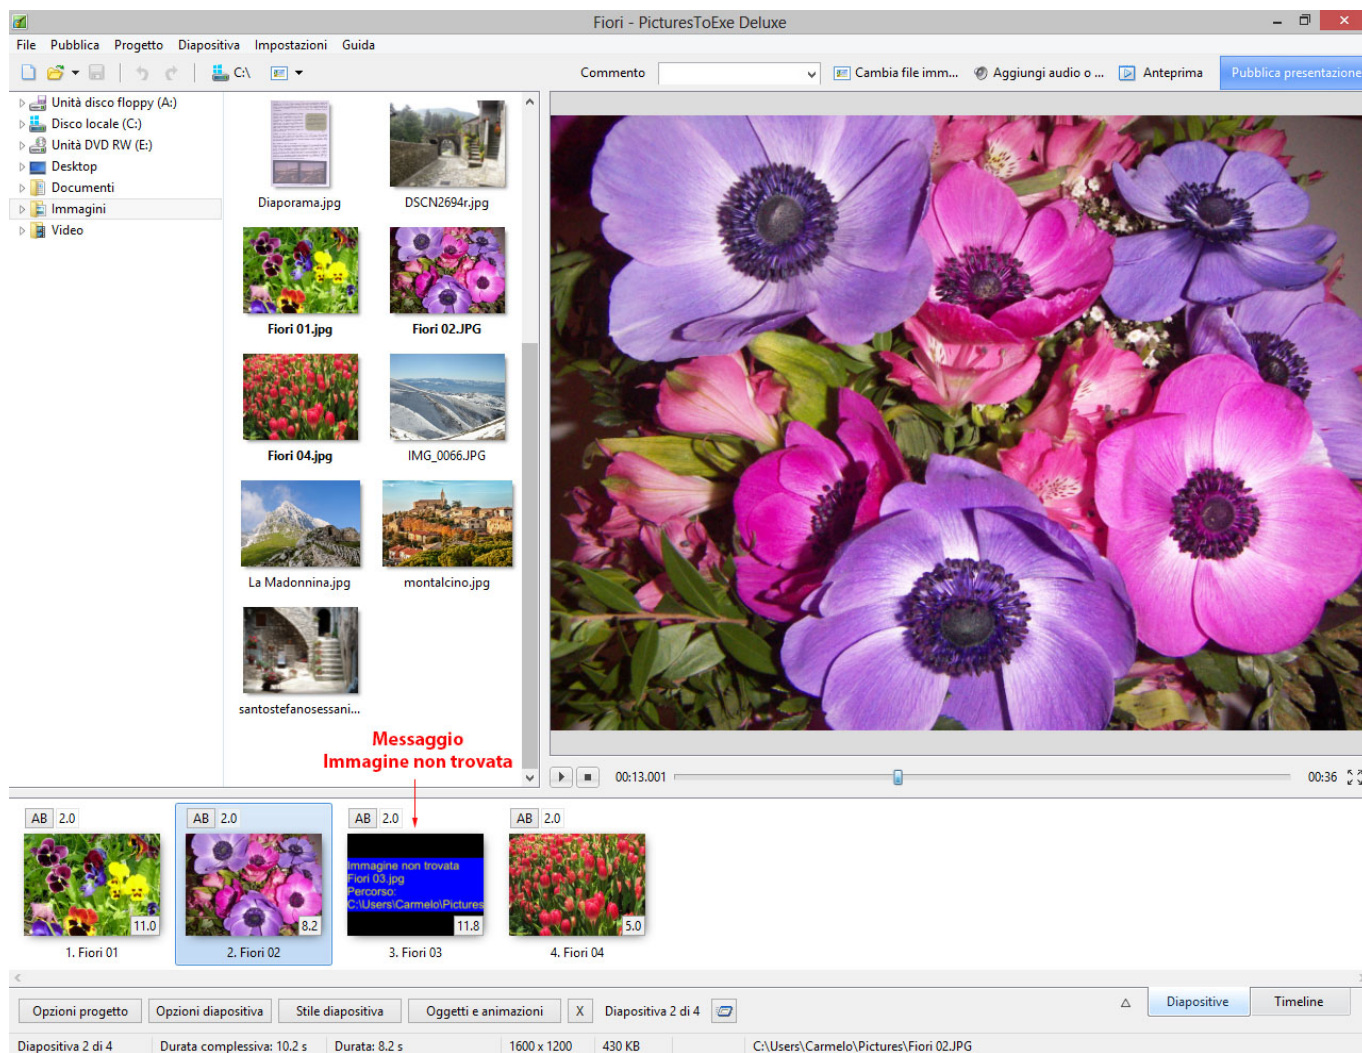 Fiori - PicturesToExe Deluxe
File Pubblica Progetto Diapositiva Impostazioni Guida
C:\ Commento Cambia file imm... Aggiungi audio o ... Anteprima Pubblica presentazione
Unità disco floppy (A:)
Disco locale (C:)
Unità DVD RW (E:)
Desktop
Documenti
Immagini
Video
Diaporama.jpg DSCN2694r.jpg
Fiori 01.jpg Fiori 02.JPG
Fiori 04.jpg IMG_0066.JPG
La Madonnina.jpg montalcino.jpg
santostefanosessani...
Messaggio
Immagine non trovata
00:13.001 00:36
AB 2.0 AB 2.0 AB 2.0 AB 2.0
Immagine non trovata
Fiori 03.jpg
Percorso:
C:\Users\Carmelo\Pictures
11.0 8.2 11.8 5.0
1. Fiori 01 2. Fiori 02 3. Fiori 03 4. Fiori 04
Opzioni progetto Opzioni diapositiva Stile diapositiva Oggetti e animazioni X Diapositiva 2 di 4 Diapositive Timeline
Diapositiva 2 di 4 Durata complessiva: 10.2 s Durata: 8.2 s 1600 x 1200 430 KB C:\Users\Carmelo\Pictures\Fiori 02.JPG